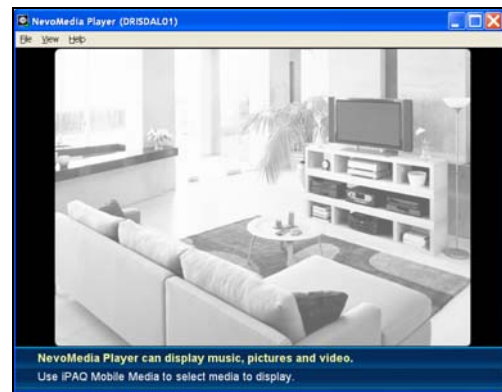 NevoMedia Player (DRISDAL01)
File View Help
NevoMedia Player can display music, pictures and video.
Use iPAQ Mobile Media to select media to display.